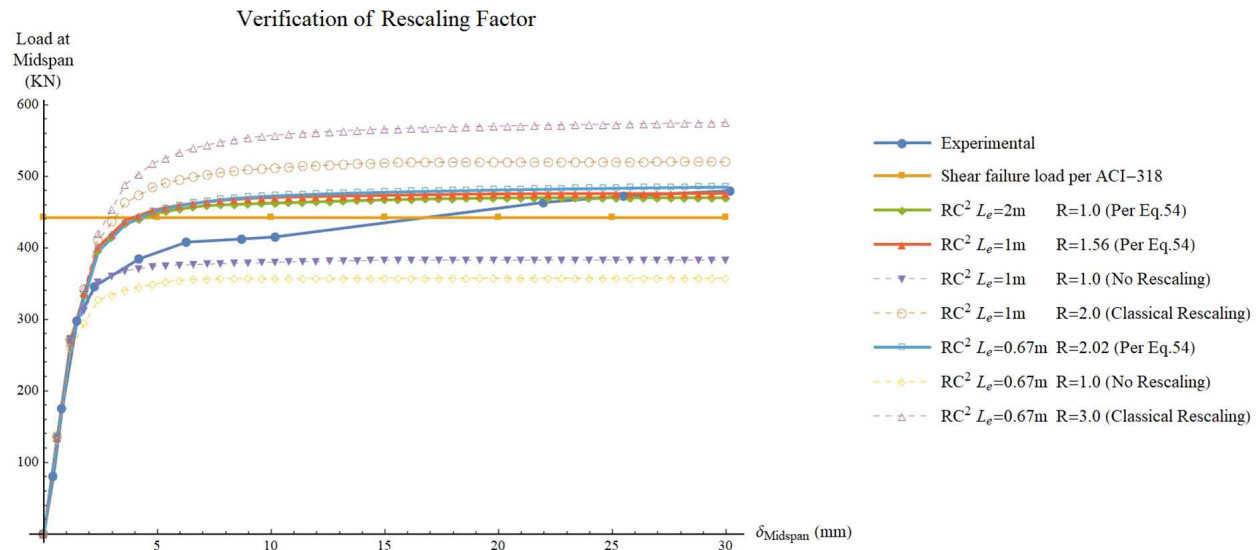 Verification of Rescaling Factor
Load at
Midspan
(KN)
600
500
400
300
200
100
0
5
10
15
20
25
30
δMidspan (mm)
Experimental
Shear failure load per ACI–318
RC² Lₑ=2m R=1.0 (Per Eq.54)
RC² Lₑ=1m R=1.56 (Per Eq.54)
RC² Lₑ=1m R=1.0 (No Rescaling)
RC² Lₑ=1m R=2.0 (Classical Rescaling)
RC² Lₑ=0.67m R=2.02 (Per Eq.54)
RC² Lₑ=0.67m R=1.0 (No Rescaling)
RC² Lₑ=0.67m R=3.0 (Classical Rescaling)